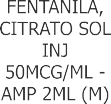 FENTANILA,
CITRATO SOL
INJ
50MCG/ML -
AMP 2ML (M)